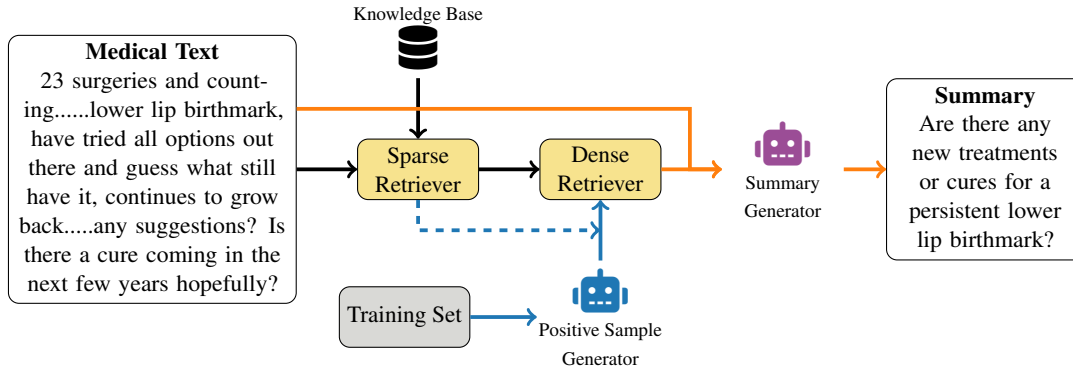 Knowledge Base
Medical Text
23 surgeries and count-
ing......lower lip birthmark,
have tried all options out
there and guess what still
have it, continues to grow
back.....any suggestions? Is
there a cure coming in the
next few years hopefully?
Sparse
Retriever
Dense
Retriever
Summary
Generator
Summary
Are there any
new treatments
or cures for a
persistent lower
lip birthmark?
Training Set
Positive Sample
Generator